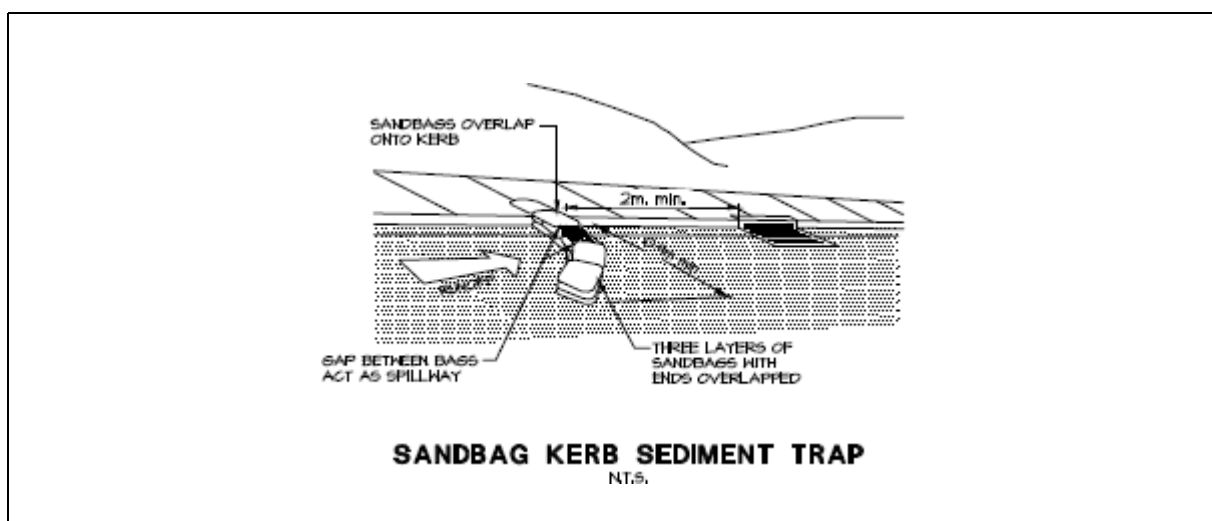 SANDBAGS OVERLAP
ONTO KERB
2m. min.
RUNOFF
GAP BETWEEN BAGS
ACT AS SPILLWAY
THREE LAYERS OF
SANDBAGS WITH
ENDS OVERLAPPED
SANDBAG KERB SEDIMENT TRAP
N.T.S.